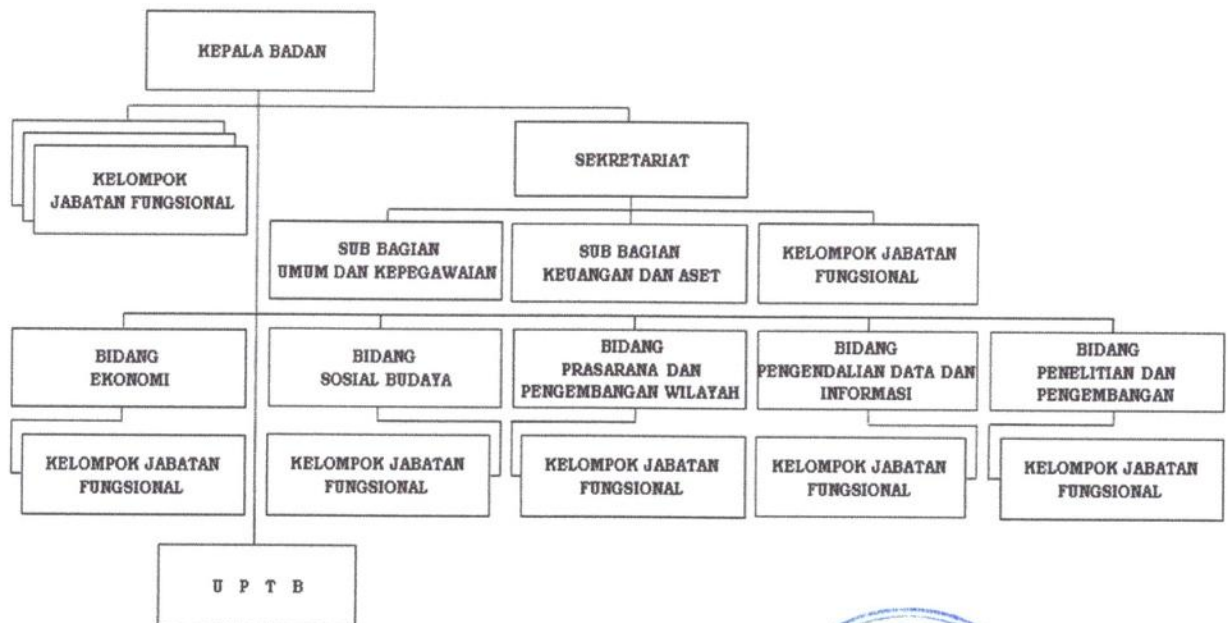 KEPALA BADAN
KELOMPOK
JABATAN FUNGSIONAL
SEKRETARIAT
SUB BAGIAN
UMUM DAN KEPEGAWAIAN
SUB BAGIAN
KEUANGAN DAN ASET
KELOMPOK JABATAN
FUNGSIONAL
BIDANG
EKONOMI
BIDANG
SOSIAL BUDAYA
BIDANG
PRASARANA DAN
PENGEMBANGAN WILAYAH
BIDANG
PENGENDALIAN DATA DAN
INFORMASI
BIDANG
PENELITIAN DAN
PENGEMBANGAN
KELOMPOK JABATAN
FUNGSIONAL
KELOMPOK JABATAN
FUNGSIONAL
KELOMPOK JABATAN
FUNGSIONAL
KELOMPOK JABATAN
FUNGSIONAL
KELOMPOK JABATAN
FUNGSIONAL
U P T B